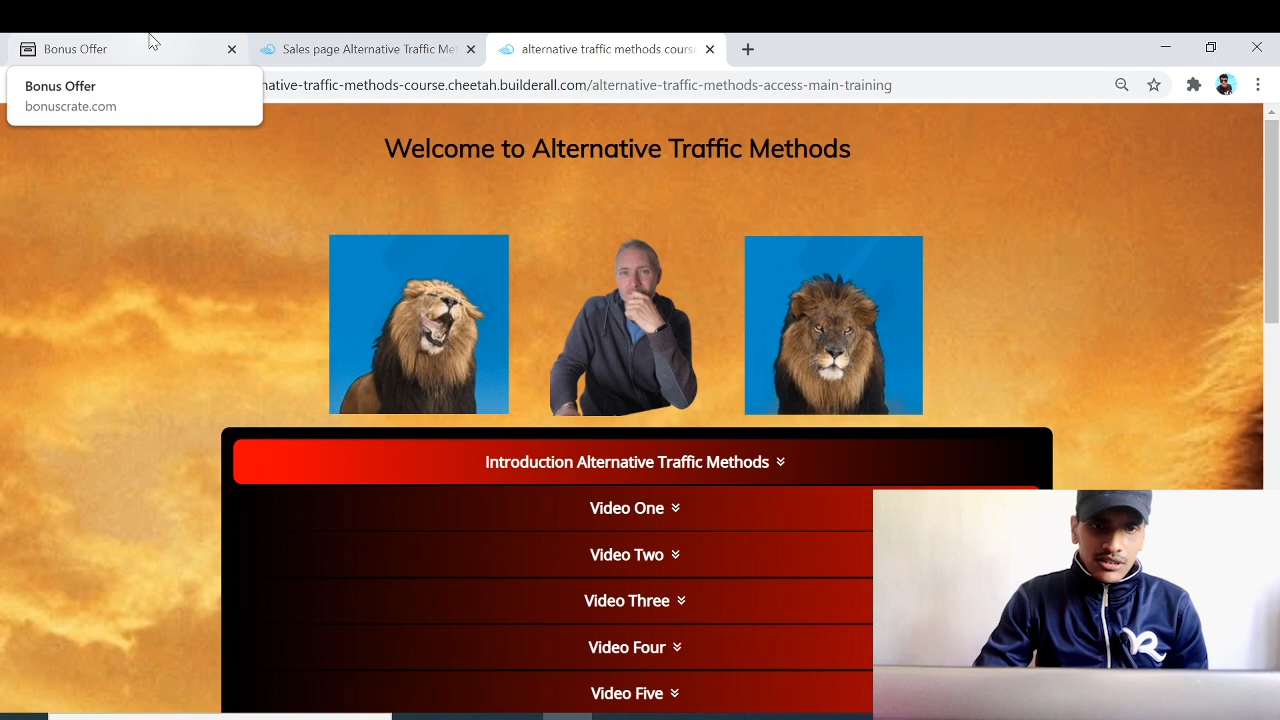 Bonus Offer
Sales page Alternative Traffic Met
alternative traffic methods course
Bonus Offer
bonuscrate.com
native-traffic-methods-course.cheetah.builderall.com/alternative-traffic-methods-access-main-training
Welcome to Alternative Traffic Methods
Introduction Alternative Traffic Methods
Video One
Video Two
Video Three
Video Four
Video Five